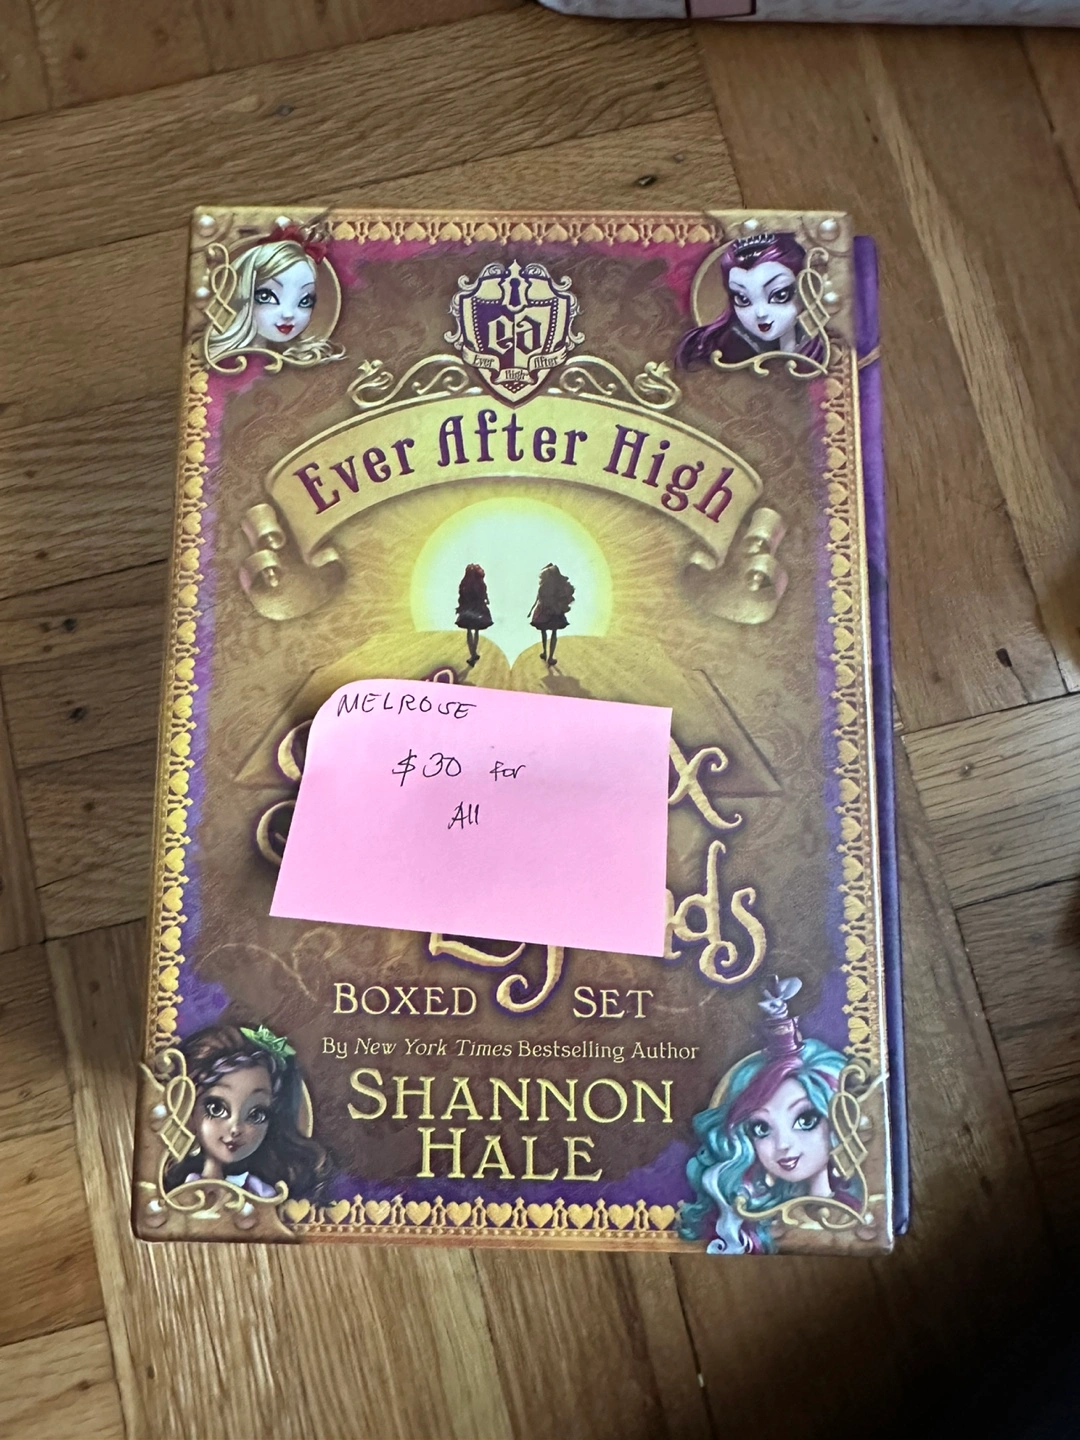 ea
Ever High After
Ever After High
MELROSE
$30 for
All
BOXED SET
By New York Times Bestselling Author
SHANNON
HALE